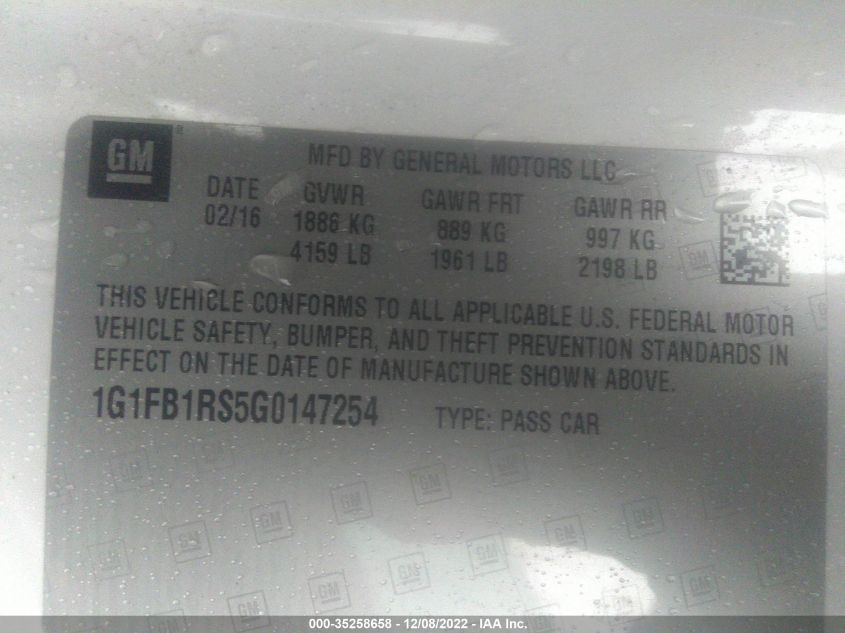 GM ®
MFD BY GENERAL MOTORS LLC
DATE GVWR GAWR FRT GAWR RR
02/16 1886 KG 889 KG 997 KG
4159 LB 1961 LB 2198 LB
THIS VEHICLE CONFORMS TO ALL APPLICABLE U.S. FEDERAL MOTOR
VEHICLE SAFETY, BUMPER, AND THEFT PREVENTION STANDARDS IN
EFFECT ON THE DATE OF MANUFACTURE SHOWN ABOVE.
1G1FB1RS5G0147254 TYPE: PASS CAR
000-35258658 - 12/08/2022 - IAA Inc.